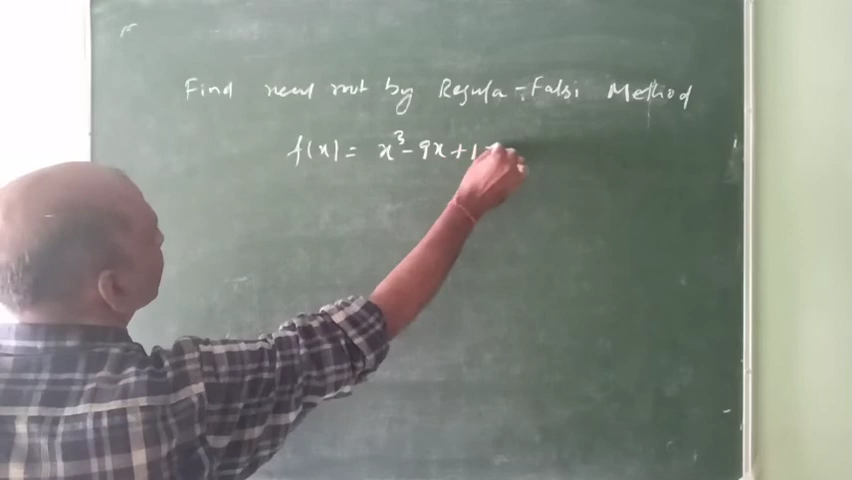 Find real root by Regula-Falsi Method
f(x) = x³-9x+1